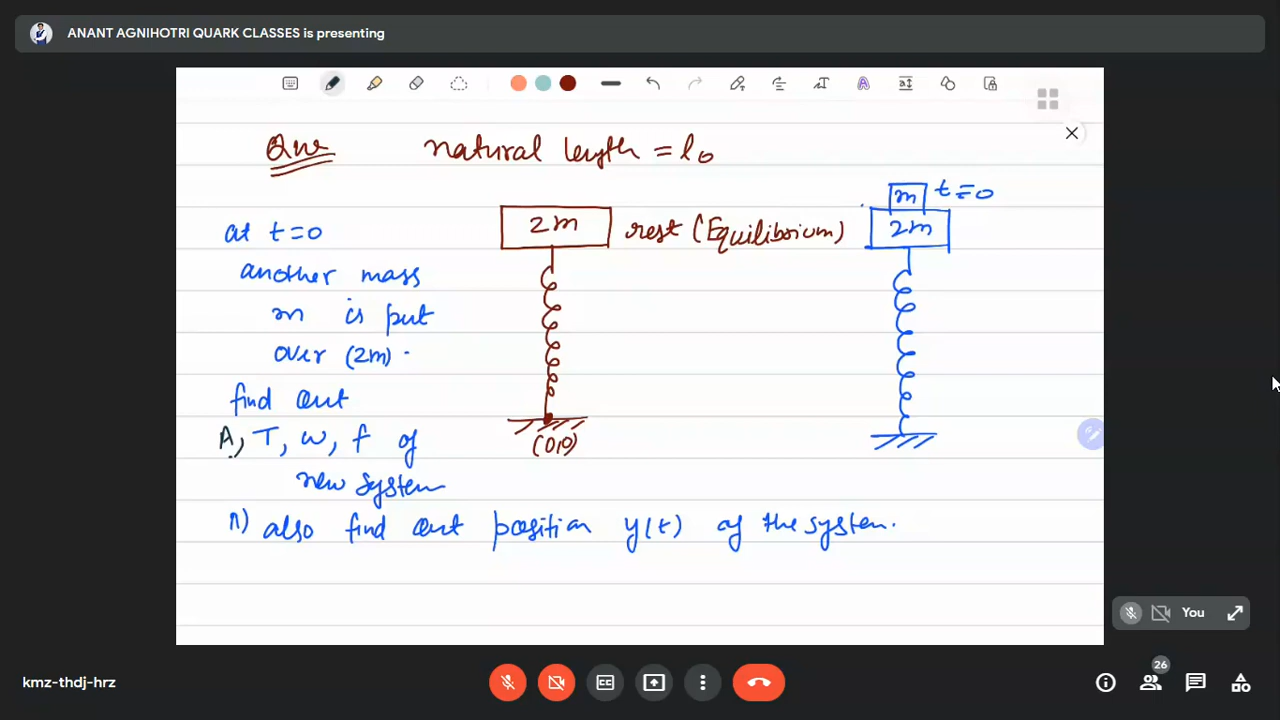 ANANT AGNIHOTRI QUARK CLASSES is presenting
Que natural length = l₀
m t=0
2m rest (Equilibrium) 2m
at t=0
another mass
m is put
over (2m).
find out
A, T, ω, f of
(0,0)
new system
1) also find out position y(t) of the system.
You
kmz-thdj-hrz
26